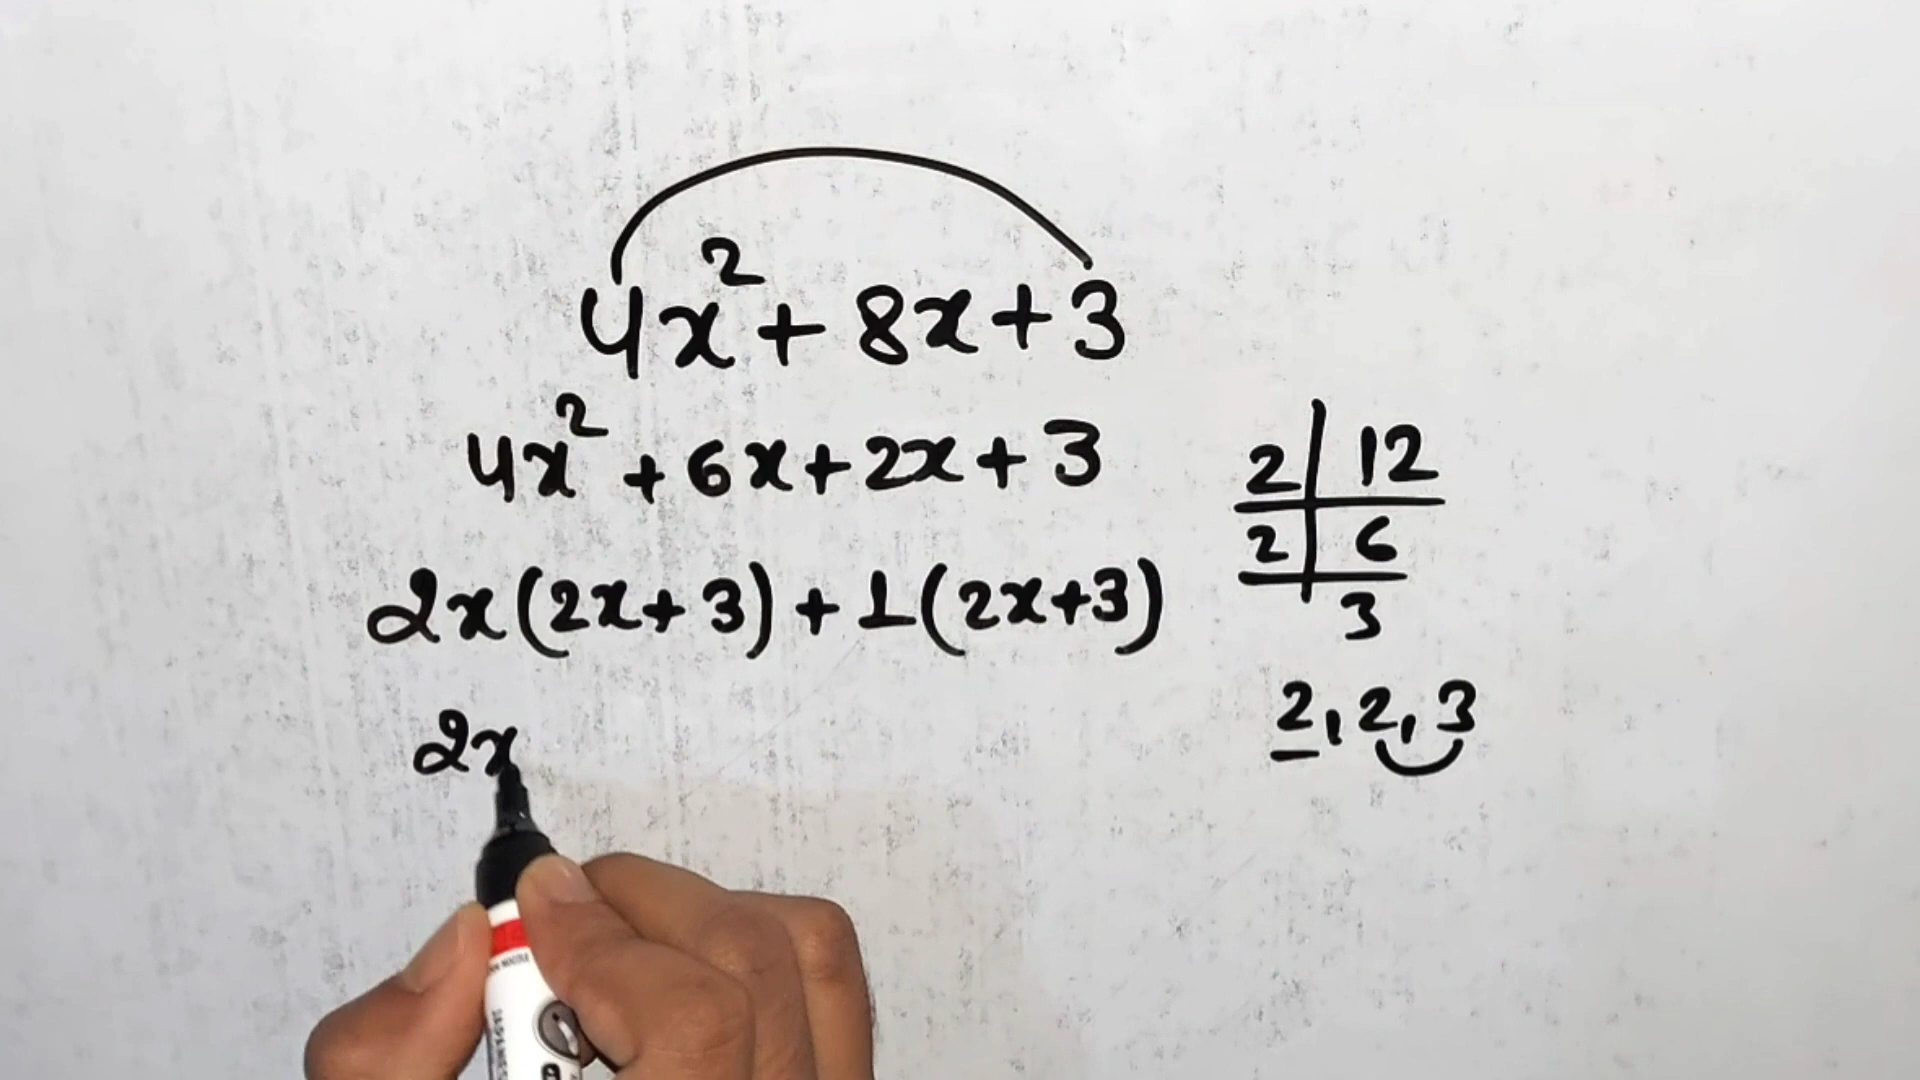 4x² + 8x + 3
4x² + 6x + 2x + 3
2x(2x + 3) + 1(2x+3)
2x
2 | 12
2 | 6
3
2, 2, 3